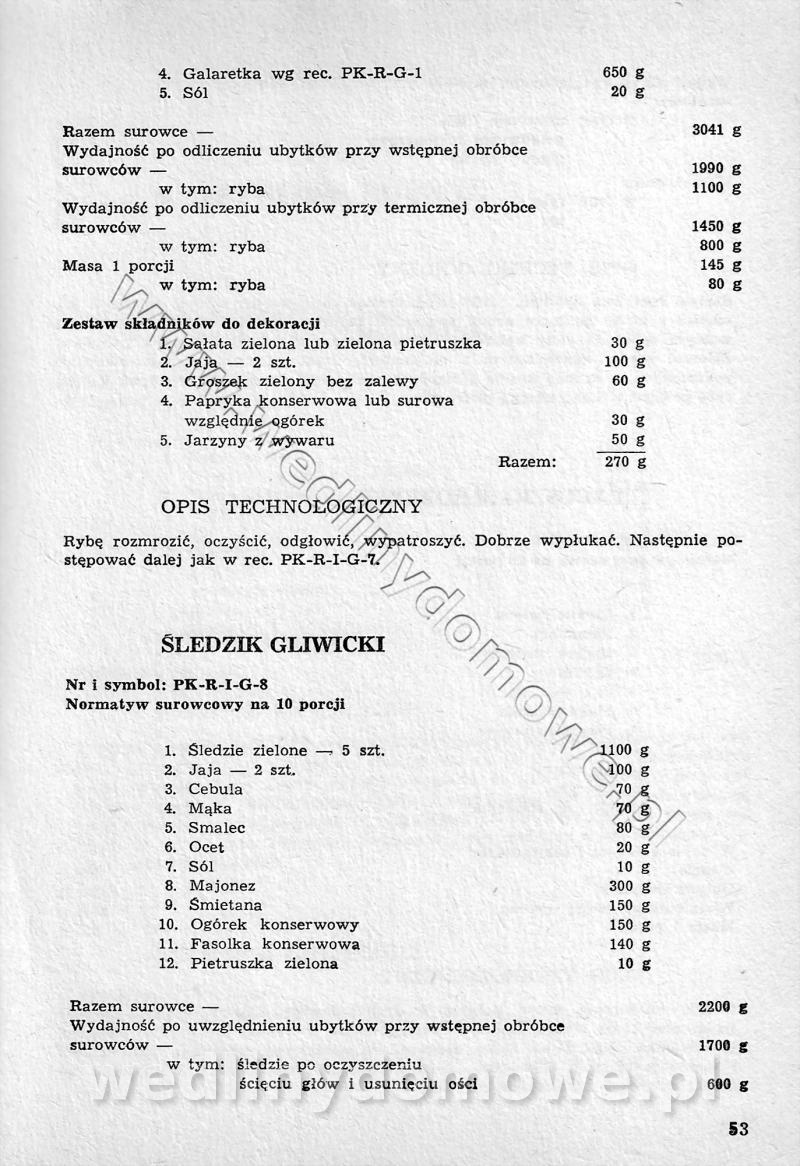 4. Galaretka wg rec. PK-R-G-1 650 g
5. Sól 20 g
Razem surowce — 3041 g
Wydajność po odliczeniu ubytków przy wstępnej obróbce
surowców — 1990 g
w tym: ryba 1100 g
Wydajność po odliczeniu ubytków przy termicznej obróbce
surowców — 1450 g
w tym: ryba 800 g
Masa 1 porcji 145 g
w tym: ryba 80 g
Zestaw składników do dekoracji
1. Sałata zielona lub zielona pietruszka 30 g
2. Jaja — 2 szt. 100 g
3. Groszek zielony bez zalewy 60 g
4. Papryka konserwowa lub surowa
względnie ogórek 30 g
5. Jarzyny z wywaru 50 g
Razem: 270 g
OPIS TECHNOLOGICZNY
Rybę rozmrozić, oczyścić, odgłowić, wypatroszyć. Dobrze wypłukać. Następnie po-
stępować dalej jak w rec. PK-R-I-G-7.
ŚLEDZIK GLIWICKI
Nr i symbol: PK-R-I-G-8
Normatyw surowcowy na 10 porcji
1. Śledzie zielone — 5 szt. 1100 g
2. Jaja — 2 szt. 100 g
3. Cebula 70 g
4. Mąka 70 g
5. Smalec 80 g
6. Ocet 20 g
7. Sól 10 g
8. Majonez 300 g
9. Śmietana 150 g
10. Ogórek konserwowy 150 g
11. Fasolka konserwowa 140 g
12. Pietruszka zielona 10 g
Razem surowce — 2200 g
Wydajność po uwzględnieniu ubytków przy wstępnej obróbce
surowców — 1700 g
w tym: śledzie po oczyszczeniu
ścięciu głów i usunięciu ości 600 g
53
www.wedlinydomowe.pl
wedlinydomowe.pl